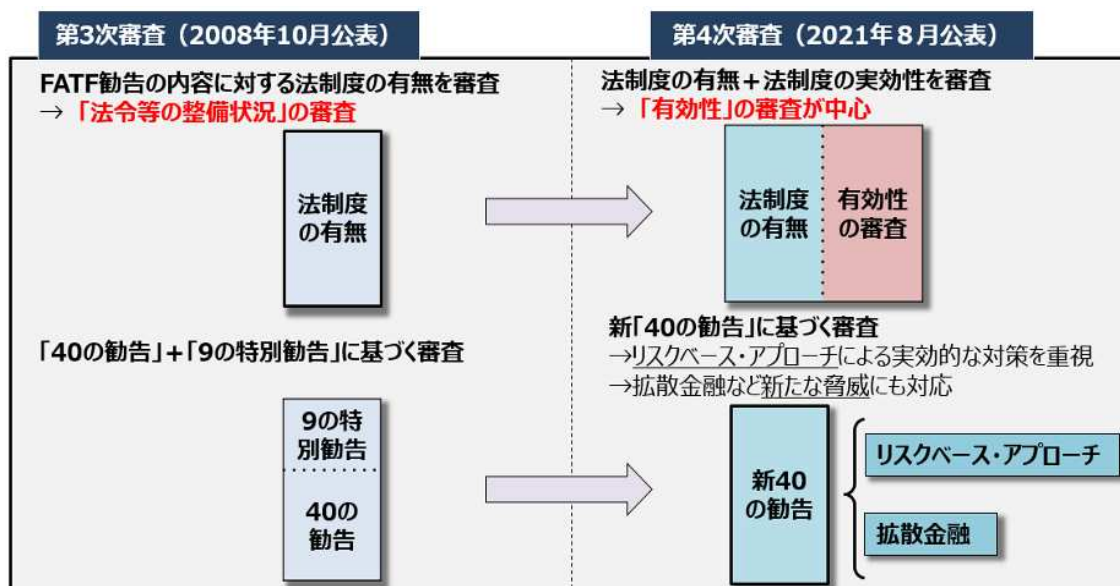 第3次審査（2008年10月公表）
FATF勧告の内容に対する法制度の有無を審査
→ 「法令等の整備状況」の審査
法制度
の有無
「40の勧告」＋「9の特別勧告」に基づく審査
9の特
別勧告
40の
勧告
第4次審査（2021年８月公表）
法制度の有無＋法制度の実効性を審査
→ 「有効性」の審査が中心
法制度
の有無
有効性
の審査
新「40の勧告」に基づく審査
→リスクベース・アプローチによる実効的な対策を重視
→拡散金融など新たな脅威にも対応
新40
の勧告
リスクベース・アプローチ
拡散金融